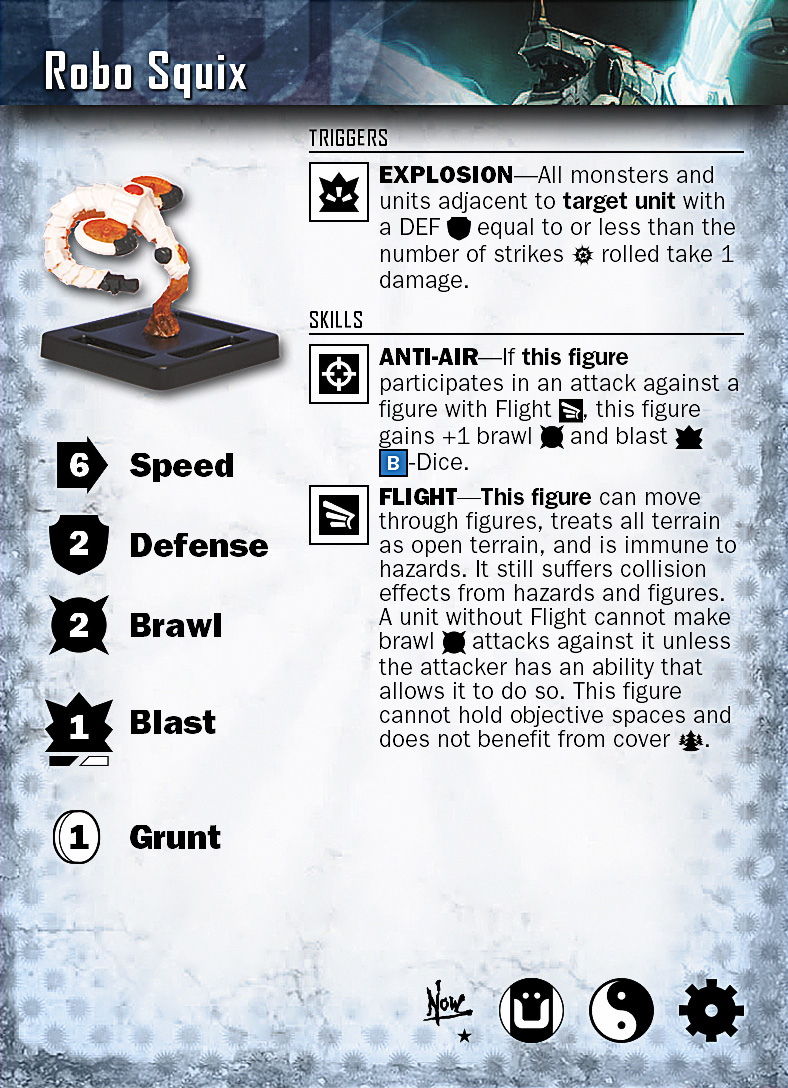 Robo Squix
TRIGGERS
EXPLOSION—All monsters and
units adjacent to target unit with
a DEF equal to or less than the
number of strikes rolled take 1
damage.
SKILLS
ANTI-AIR—If this figure
participates in an attack against a
figure with Flight , this figure
gains +1 brawl and blast
B-Dice.
FLIGHT—This figure can move
through figures, treats all terrain
as open terrain, and is immune to
hazards. It still suffers collision
effects from hazards and figures.
A unit without Flight cannot make
brawl attacks against it unless
the attacker has an ability that
allows it to do so. This figure
cannot hold objective spaces and
does not benefit from cover .
6 Speed
2 Defense
2 Brawl
1 Blast
1 Grunt
Now